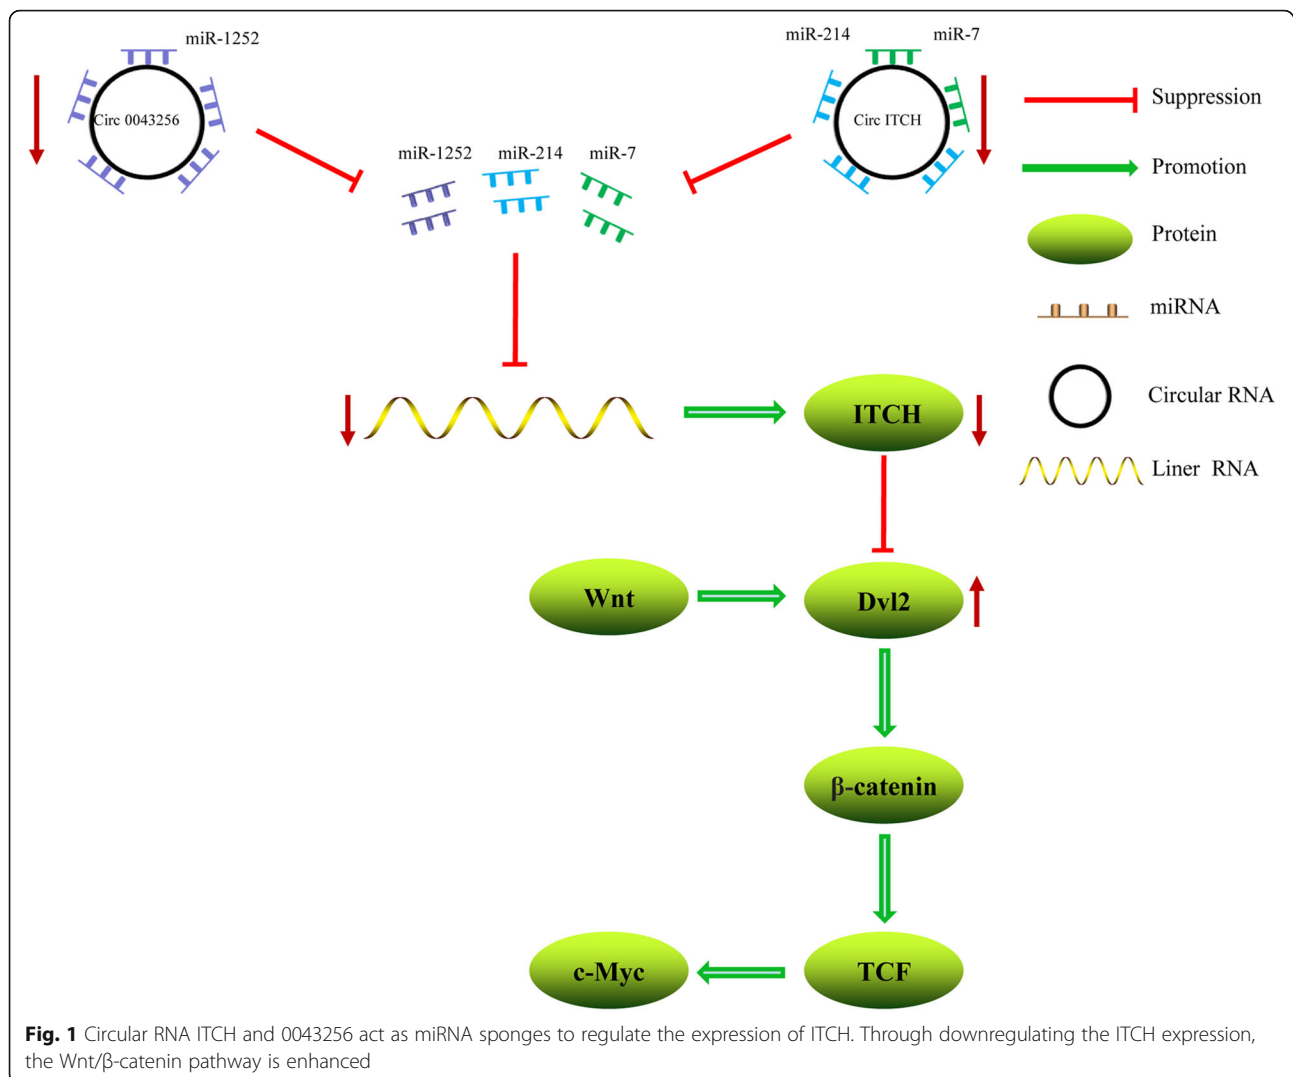 miR-1252
Circ 0043256
miR-214
miR-7
Circ ITCH
Suppression
Promotion
Protein
miRNA
Circular RNA
Liner RNA
miR-1252
miR-214
miR-7
ITCH
Wnt
Dvl2
β-catenin
c-Myc
TCF
Fig. 1 Circular RNA ITCH and 0043256 act as miRNA sponges to regulate the expression of ITCH. Through downregulating the ITCH expression,
the Wnt/β-catenin pathway is enhanced